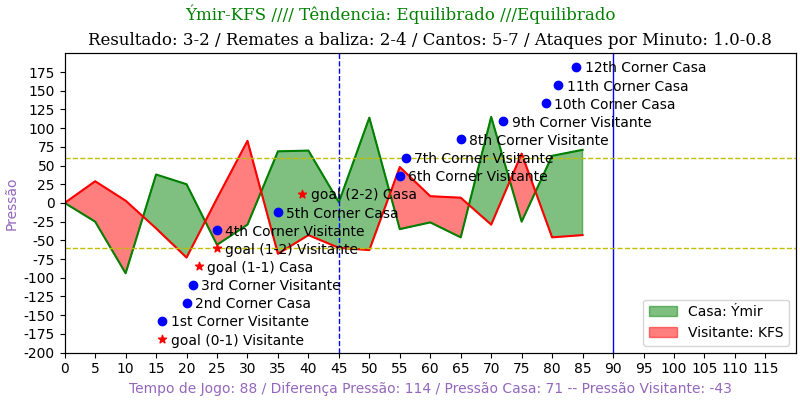 Ýmir-KFS //// Têndencia: Equilibrado ///Equilibrado
Resultado: 3-2 / Remates a baliza: 2-4 / Cantos: 5-7 / Ataques por Minuto: 1.0-0.8
175
150
125
100
75
50
25
0
-25
-50
-75
-100
-125
-150
-175
-200
Pressão
12th Corner Casa
11th Corner Casa
10th Corner Casa
9th Corner Visitante
8th Corner Visitante
7th Corner Visitante
6th Corner Visitante
goal (2-2) Casa
5th Corner Casa
4th Corner Visitante
goal (1-2) Visitante
goal (1-1) Casa
3rd Corner Visitante
2nd Corner Casa
1st Corner Visitante
goal (0-1) Visitante
Casa: Ýmir
Visitante: KFS
0 5 10 15 20 25 30 35 40 45 50 55 60 65 70 75 80 85 90 95 100 105 110 115
Tempo de Jogo: 88 / Diferença Pressão: 114 / Pressão Casa: 71 -- Pressão Visitante: -43